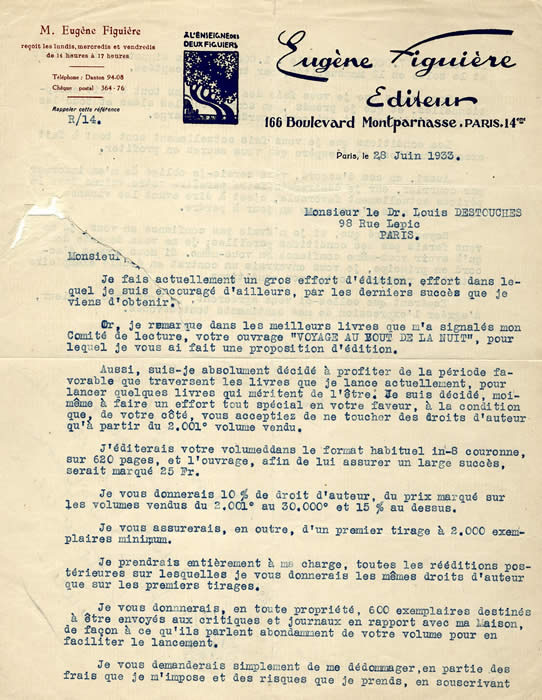 M. Eugène Figuière
reçoit les lundis, mercredis et vendredis
de 14 heures à 17 heures
Téléphone : Danton 94-08
Chèque postal 364-76
Rappeler cette référence
R/14.
A L'ENSEIGNE DES
DEUX FIGUIERS
Eugène Figuière
Editeur
166 Boulevard Montparnasse. PARIS. 14eme
Paris, le 28 Juin 1933.
Monsieur le Dr. Louis DESTOUCHES
98 Rue Lepic
PARIS.
Monsieur,
Je fais actuellement un gros effort d'édition, effort dans le-
quel je suis encouragé d'ailleurs, par les derniers succès que je
viens d'obtenir.
Or, je remarque dans les meilleurs livres que m'a signalés mon
Comité de lecture, votre ouvrage "VOYAGE AU BOUT DE LA NUIT", pour
lequel je vous ai fait une proposition d'édition.
Aussi, suis-je absolument décidé à profiter de la période fa-
vorable que traversent les livres que je lance actuellement, pour
lancer quelques livres qui méritent de l'être. Je suis décidé, moi-
même à faire un effort tout spécial en votre faveur, à la condition
que, de votre côté, vous acceptiez de ne toucher des droits d'auteur
qu'à partir du 2.001° volume vendu.
J'éditerais votre volumeddans le format habituel in-8 couronne,
sur 620 pages, et l'ouvrage, afin de lui assurer un large succès,
serait marqué 25 Fr.
Je vous donnerais 10 % de droit d'auteur, du prix marqué sur
les volumes vendus du 2.001° au 30.000° et 15 % au dessus.
Je vous assurerais, en outre, d'un premier tirage à 2.000 exem-
plaires minimum.
Je prendrais entièrement à ma charge, toutes les rééditions pos-
térieures sur lesquelles je vous donnerais les mêmes droits d'auteur
que sur les premiers tirages.
Je vous donnnerais, en toute propriété, 600 exemplaires destinés
à être envoyés aux critiques et journaux en rapport avec ma Maison,
de façon à ce qu'ils parlent abondamment de votre volume pour en
faciliter le lancement.
Je vous demanderais simplement de me dédommager,en partie des
frais que je m'impose et des risques que je prends, en souscrivant